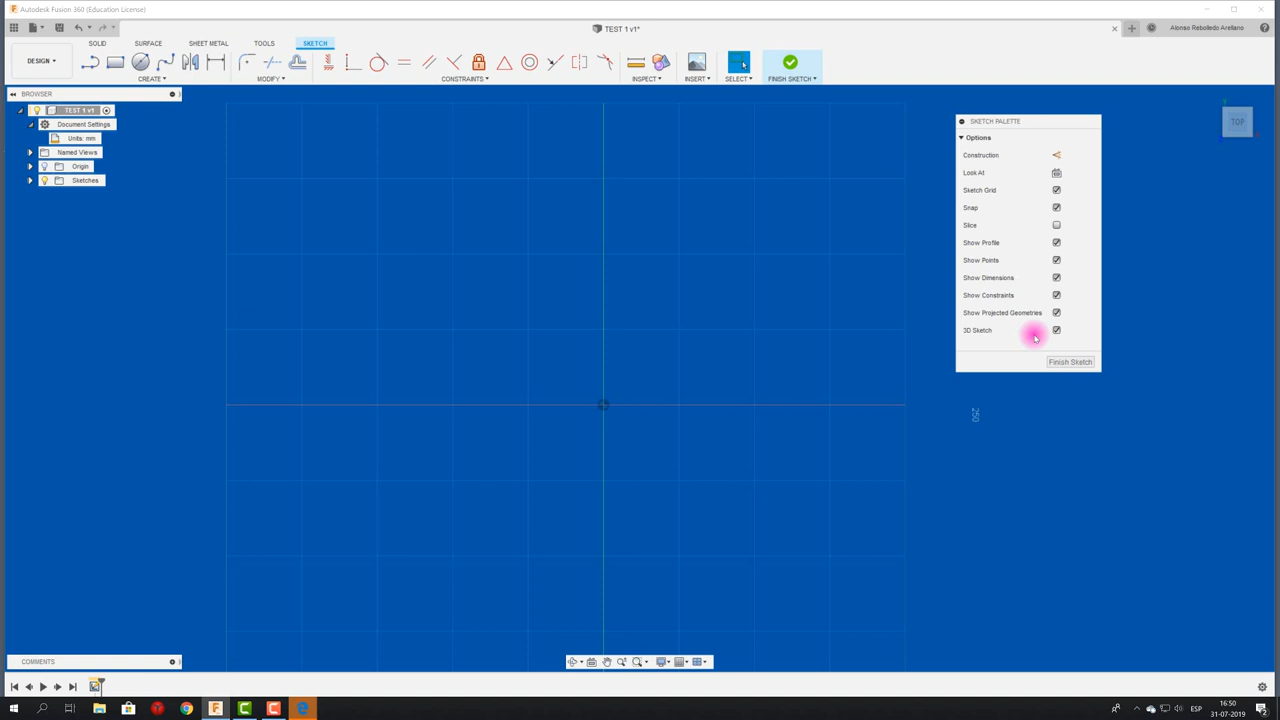 Autodesk Fusion 360 (Education License)
TEST 1 v1*
Alonso Rebolledo Arellano
DESIGN
SOLID
SURFACE
SHEET METAL
TOOLS
SKETCH
CREATE
MODIFY
CONSTRAINTS
INSPECT
INSERT
SELECT
FINISH SKETCH
BROWSER
TEST 1 v1
Document Settings
Units: mm
Named Views
Origin
Sketches
SKETCH PALETTE
Options
Construction
Look At
Sketch Grid
Snap
Slice
Show Profile
Show Points
Show Dimensions
Show Constraints
Show Projected Geometries
3D Sketch
Finish Sketch
TOP
250
COMMENTS
ESP
16:50
31-07-2019